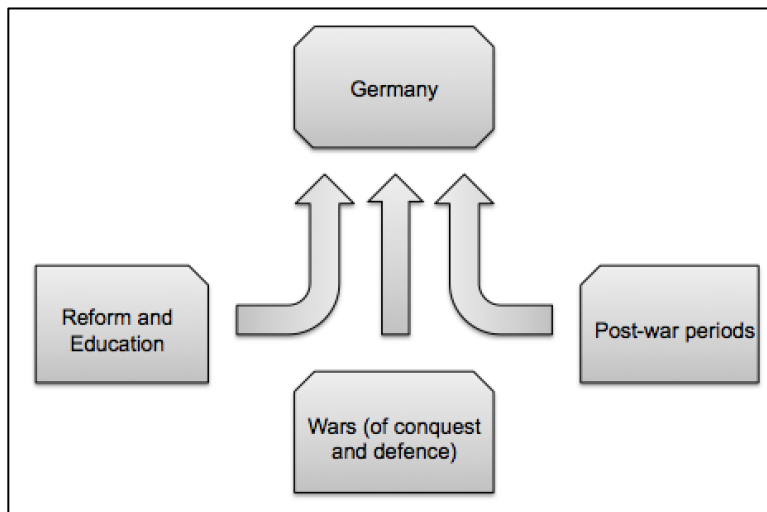 Germany
Reform and
Education
Post-war periods
Wars (of conquest
and defence)